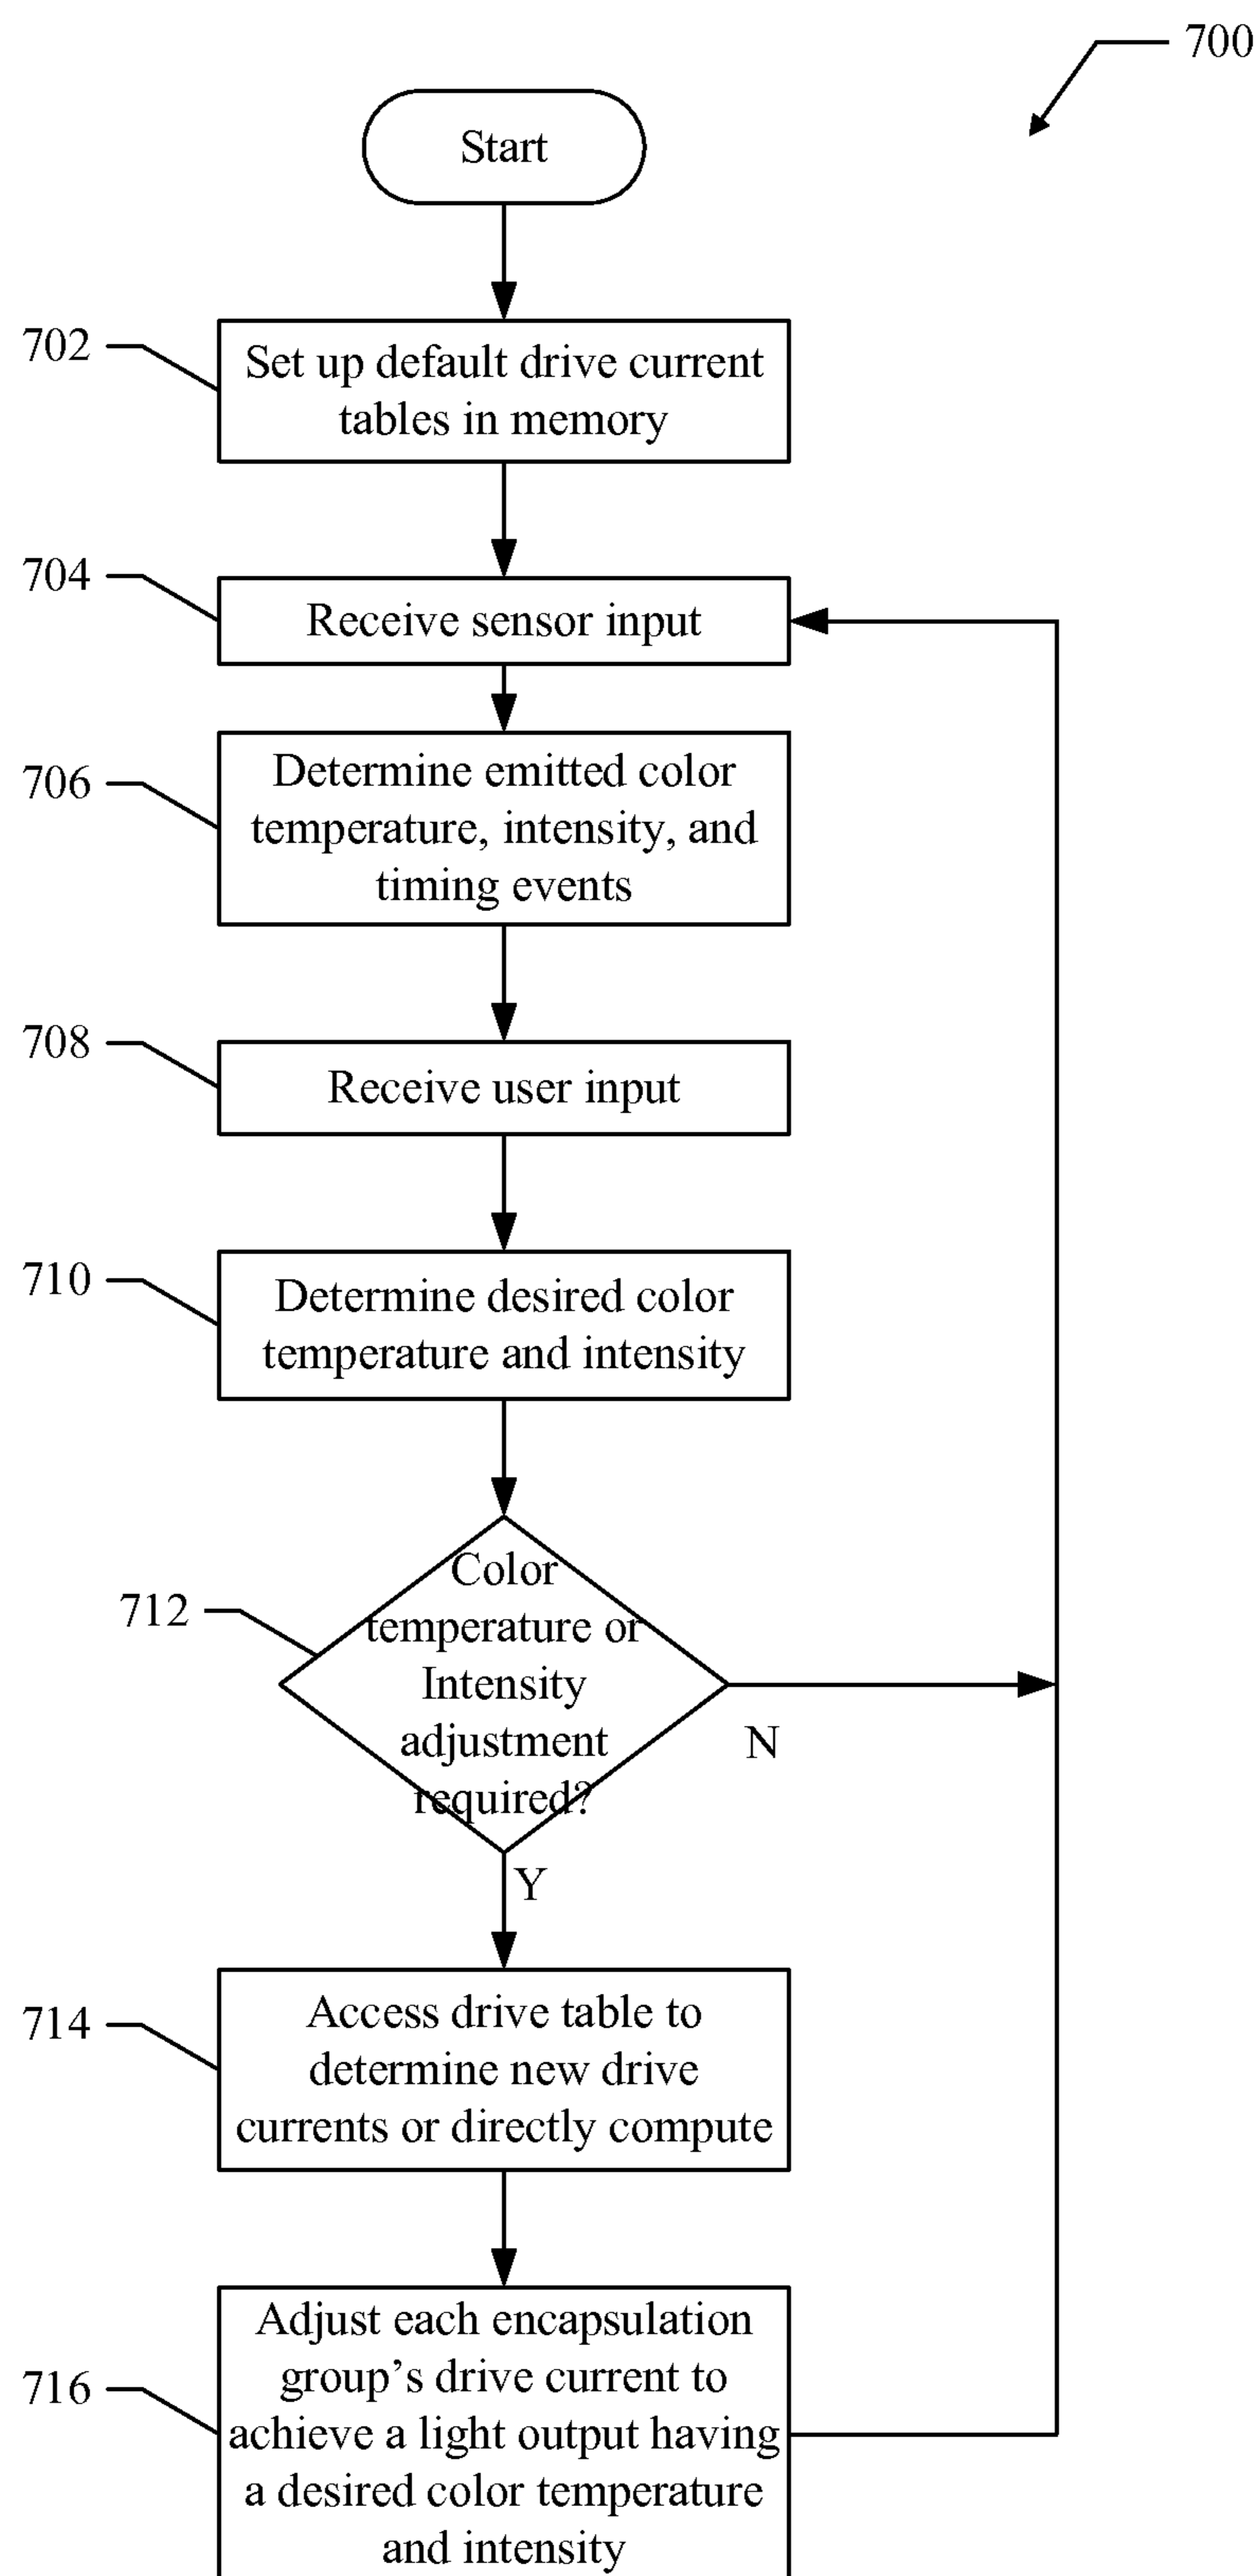 700
Start
702
Set up default drive current
tables in memory
704
Receive sensor input
706
Determine emitted color
temperature, intensity, and
timing events
708
Receive user input
710
Determine desired color
temperature and intensity
712
Color
temperature or
Intensity
adjustment
required?
N
Y
714
Access drive table to
determine new drive
currents or directly compute
716
Adjust each encapsulation
group’s drive current to
achieve a light output having
a desired color temperature
and intensity